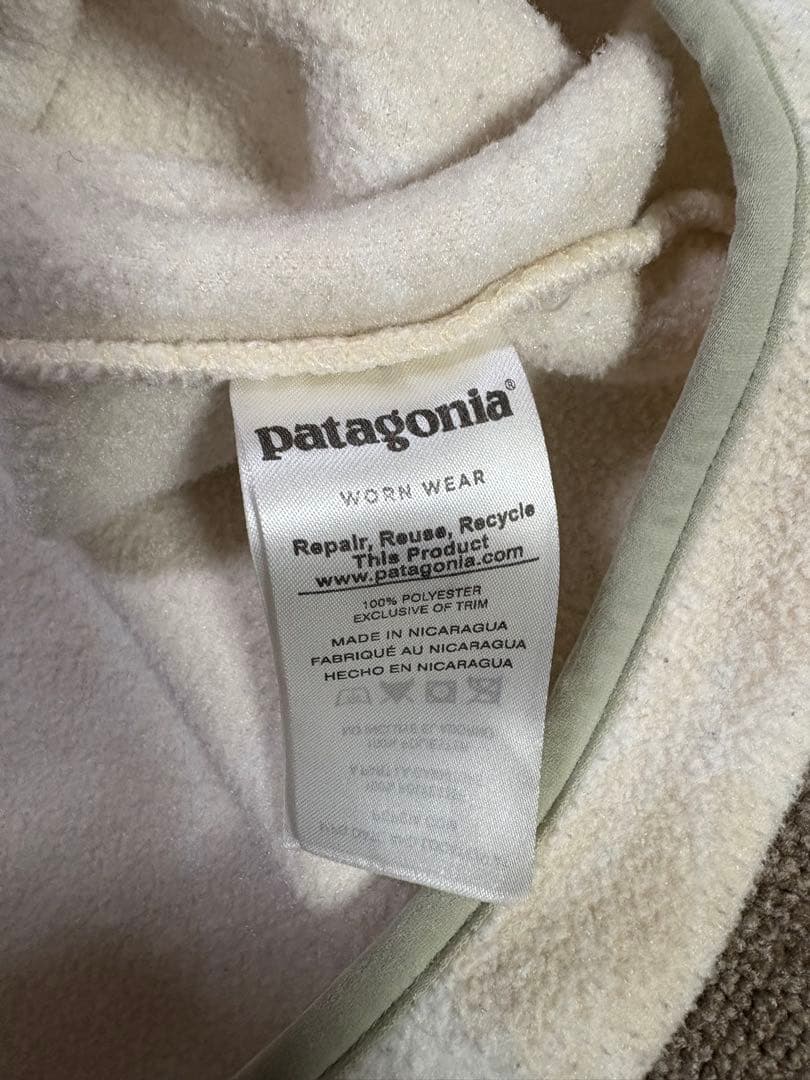 patagonia®
WORN WEAR
Repair, Reuse, Recycle
This Product
www.patagonia.com
100% POLYESTER
EXCLUSIVE OF TRIM
MADE IN NICARAGUA
FABRIQUÉ AU NICARAGUA
HECHO EN NICARAGUA